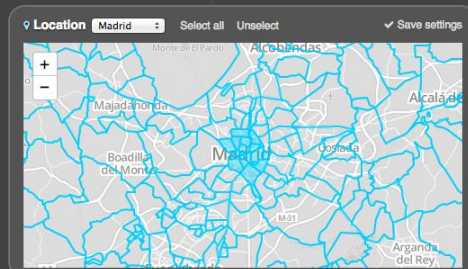 Location Madrid Select all Unselect Save settings
Monte de El Pardo
Alcobendas
+
-
Majadahonda
Alcalá de
Boadilla
del Monte
Madrid
Coslada
M-31
Arganda
del Rey